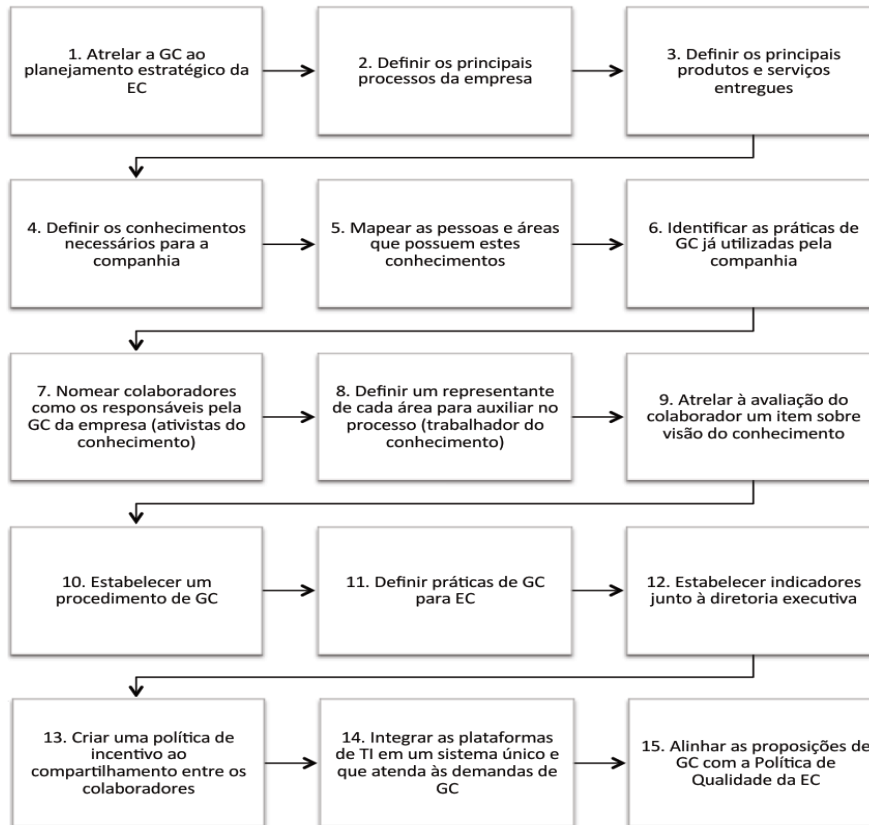 1. Atrelar a GC ao
planejamento estratégico da
EC
2. Definir os principais
processos da empresa
3. Definir os principais
produtos e serviços
entregues
4. Definir os conhecimentos
necessários para a
companhia
5. Mapear as pessoas e áreas
que possuem estes
conhecimentos
6. Identificar as práticas de
GC já utilizadas pela
companhia
7. Nomear colaboradores
como os responsáveis pela
GC da empresa (ativistas do
conhecimento)
8. Definir um representante
de cada área para auxiliar no
processo (trabalhador do
conhecimento)
9. Atrelar à avaliação do
colaborador um item sobre
visão do conhecimento
10. Estabelecer um
procedimento de GC
11. Definir práticas de GC
para EC
12. Estabelecer indicadores
junto à diretoria executiva
13. Criar uma política de
incentivo ao
compartilhamento entre os
colaboradores
14. Integrar as plataformas
de TI em um sistema único e
que atenda às demandas de
GC
15. Alinhar as proposições de
GC com a Política de
Qualidade da EC